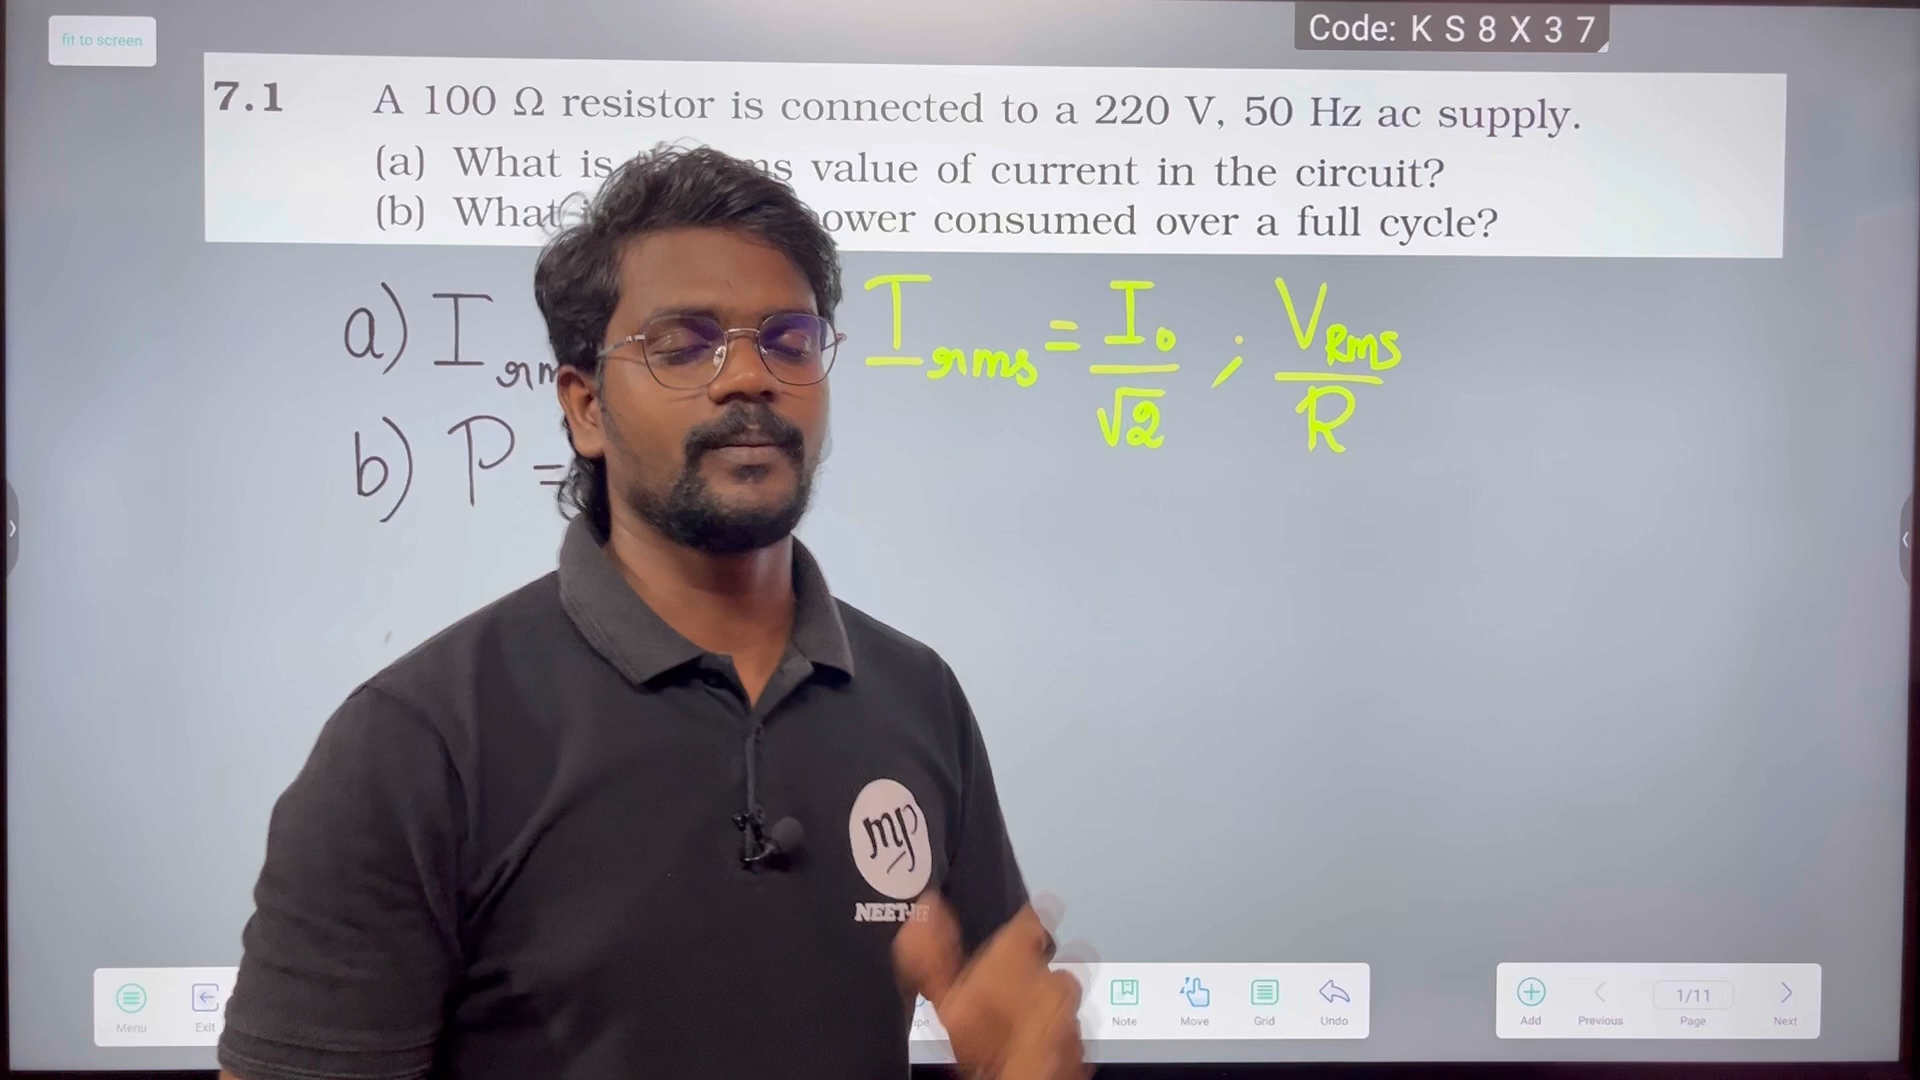 fit to screen
Code: K S 8 X 3 7
7.1 A 100 Ω resistor is connected to a 220 V, 50 Hz ac supply.
(a) What is value of current in the circuit?
(b) What consumed over a full cycle?
a) I
I rms = I₀ / √2 ; V Rms / R
b) P =
mp
NEET-JEE
Menu Exit Note Move Grid Undo Add Previous 1/11 Page Next